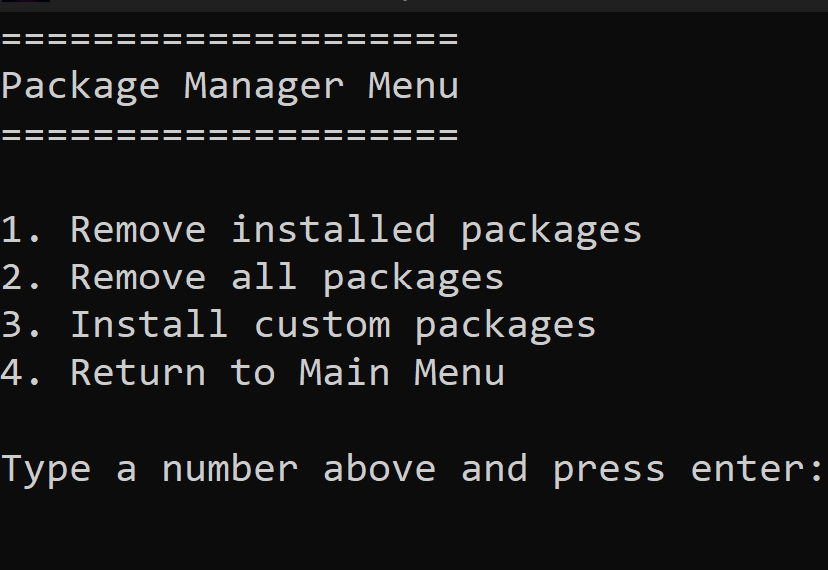 ====================
Package Manager Menu
====================
1. Remove installed packages
2. Remove all packages
3. Install custom packages
4. Return to Main Menu
Type a number above and press enter: